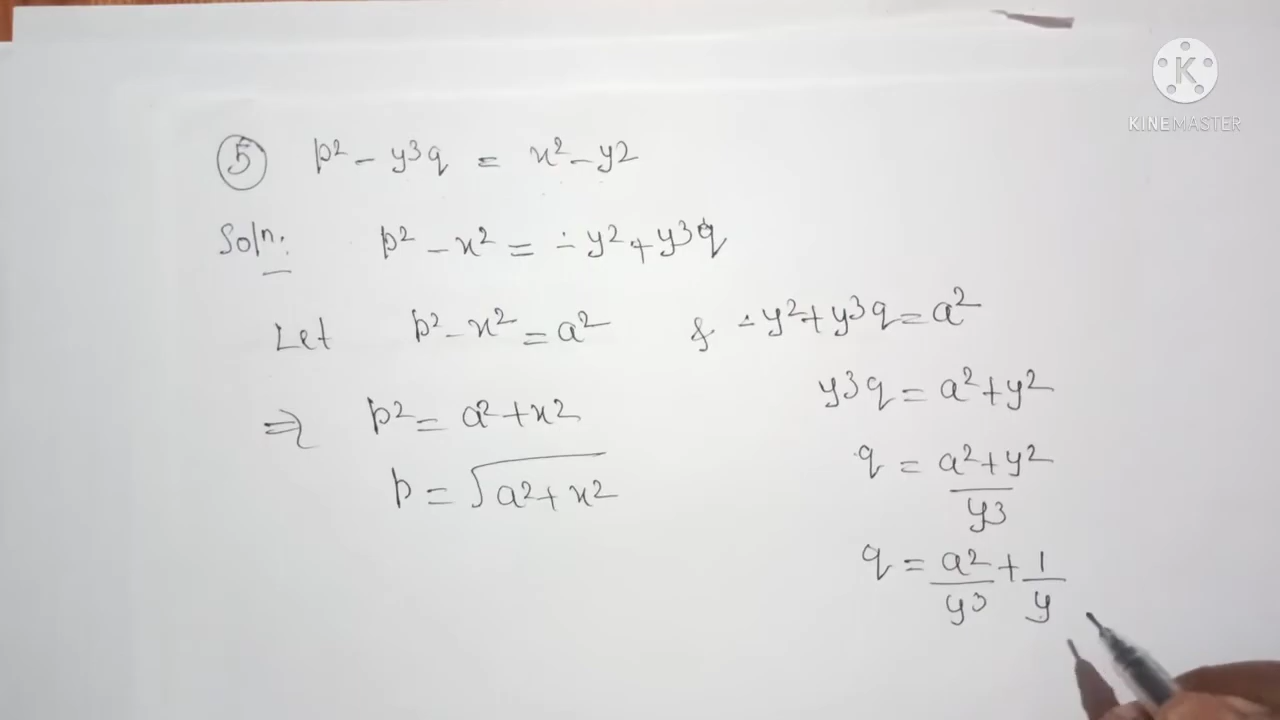 ⑤ p² - y³q = x² - y²
Soln: p² - x² = - y² + y³q
Let p² - x² = a² & - y² + y³q = a²
⇒ p² = a² + x²
y³q = a² + y²
p = √(a² + x²)
q = (a² + y²)/y³
q = a²/y³ + 1/y
KINEMASTER